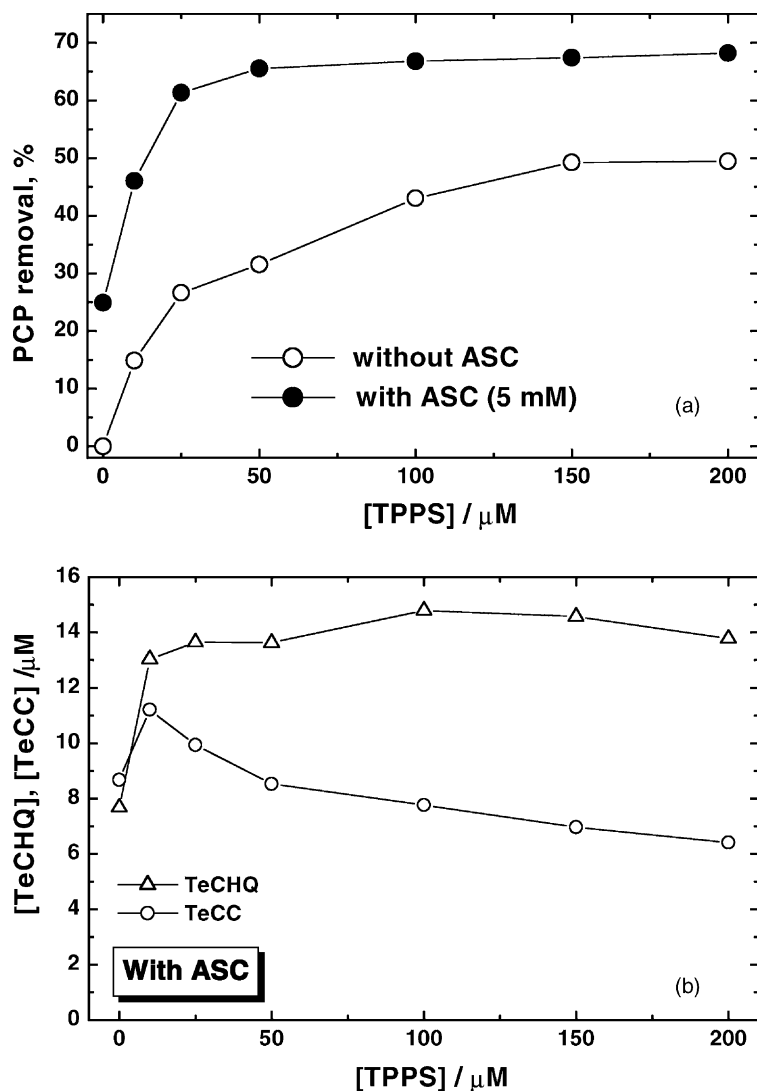 70
60
50
40
30
20
10
0
PCP removal, %
without ASC
with ASC (5 mM)
(a)
0 50 100 150 200
[TPPS] / μM
16
14
12
10
8
6
4
2
0
[TeCHQ], [TeCC] /μM
TeCHQ
TeCC
With ASC
(b)
0 50 100 150 200
[TPPS] / μM